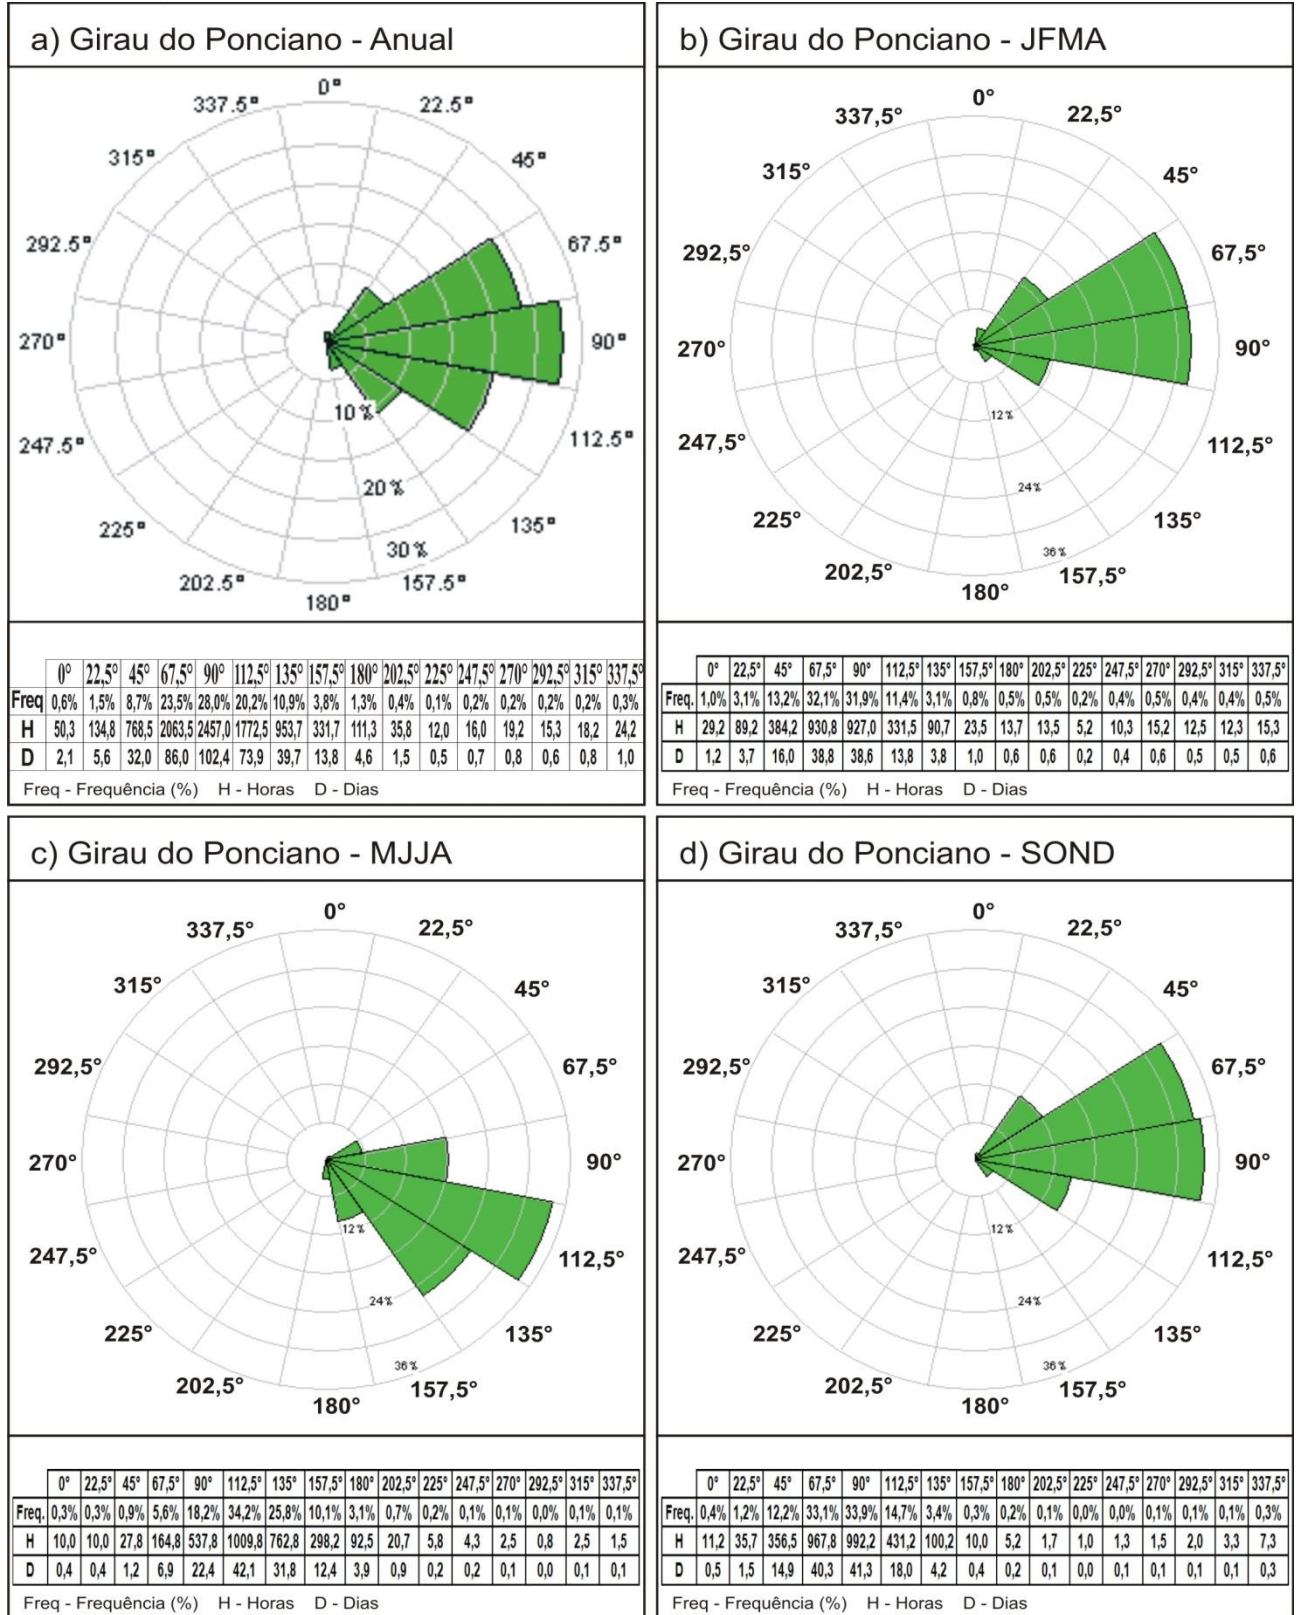 a) Girau do Ponciano - Anual
0°
337.5° 22.5°
315° 45°
292.5° 67.5°
270° 90°
247.5° 112.5°
225° 135°
202.5° 157.5°
180°
10%
20%
30%
0° 22,5° 45° 67,5° 90° 112,5° 135° 157,5° 180° 202,5° 225° 247,5° 270° 292,5° 315° 337,5°
Freq 0,6% 1,5% 8,7% 23,5% 28,0% 20,2% 10,9% 3,8% 1,3% 0,4% 0,1% 0,2% 0,2% 0,2% 0,2% 0,3%
H 50,3 134,8 768,5 2063,5 2457,0 1772,5 953,7 331,7 111,3 35,8 12,0 16,0 19,2 15,3 18,2 24,2
D 2,1 5,6 32,0 86,0 102,4 73,9 39,7 13,8 4,6 1,5 0,5 0,7 0,8 0,6 0,8 1,0
Freq - Frequência (%) H - Horas D - Dias
b) Girau do Ponciano - JFMA
0°
337,5° 22,5°
315° 45°
292,5° 67,5°
270° 90°
247,5° 112,5°
225° 135°
202,5° 157,5°
180°
12%
24%
36%
0° 22,5° 45° 67,5° 90° 112,5° 135° 157,5° 180° 202,5° 225° 247,5° 270° 292,5° 315° 337,5°
Freq. 1,0% 3,1% 13,2% 32,1% 31,9% 11,4% 3,1% 0,8% 0,5% 0,5% 0,2% 0,4% 0,5% 0,4% 0,4% 0,5%
H 29,2 89,2 384,2 930,8 927,0 331,5 90,7 23,5 13,7 13,5 5,2 10,3 15,2 12,5 12,3 15,3
D 1,2 3,7 16,0 38,8 38,6 13,8 3,8 1,0 0,6 0,6 0,2 0,4 0,6 0,5 0,5 0,6
Freq - Frequência (%) H - Horas D - Dias
c) Girau do Ponciano - MJJA
0°
337,5° 22,5°
315° 45°
292,5° 67,5°
270° 90°
247,5° 112,5°
225° 135°
202,5° 157,5°
180°
12%
24%
36%
0° 22,5° 45° 67,5° 90° 112,5° 135° 157,5° 180° 202,5° 225° 247,5° 270° 292,5° 315° 337,5°
Freq. 0,3% 0,3% 0,9% 5,6% 18,2% 34,2% 25,8% 10,1% 3,1% 0,7% 0,2% 0,1% 0,1% 0,0% 0,1% 0,1%
H 10,0 10,0 27,8 164,8 537,8 1009,8 762,8 298,2 92,5 20,7 5,8 4,3 2,5 0,8 2,5 1,5
D 0,4 0,4 1,2 6,9 22,4 42,1 31,8 12,4 3,9 0,9 0,2 0,2 0,1 0,0 0,1 0,1
Freq - Frequência (%) H - Horas D - Dias
d) Girau do Ponciano - SOND
0°
337,5° 22,5°
315° 45°
292,5° 67,5°
270° 90°
247,5° 112,5°
225° 135°
202,5° 157,5°
180°
12%
24%
36%
0° 22,5° 45° 67,5° 90° 112,5° 135° 157,5° 180° 202,5° 225° 247,5° 270° 292,5° 315° 337,5°
Freq. 0,4% 1,2% 12,2% 33,1% 33,9% 14,7% 3,4% 0,3% 0,2% 0,1% 0,0% 0,0% 0,1% 0,1% 0,1% 0,3%
H 11,2 35,7 356,5 967,8 992,2 431,2 100,2 10,0 5,2 1,7 1,0 1,3 1,5 2,0 3,3 7,3
D 0,5 1,5 14,9 40,3 41,3 18,0 4,2 0,4 0,2 0,1 0,0 0,1 0,1 0,1 0,1 0,3
Freq - Frequência (%) H - Horas D - Dias